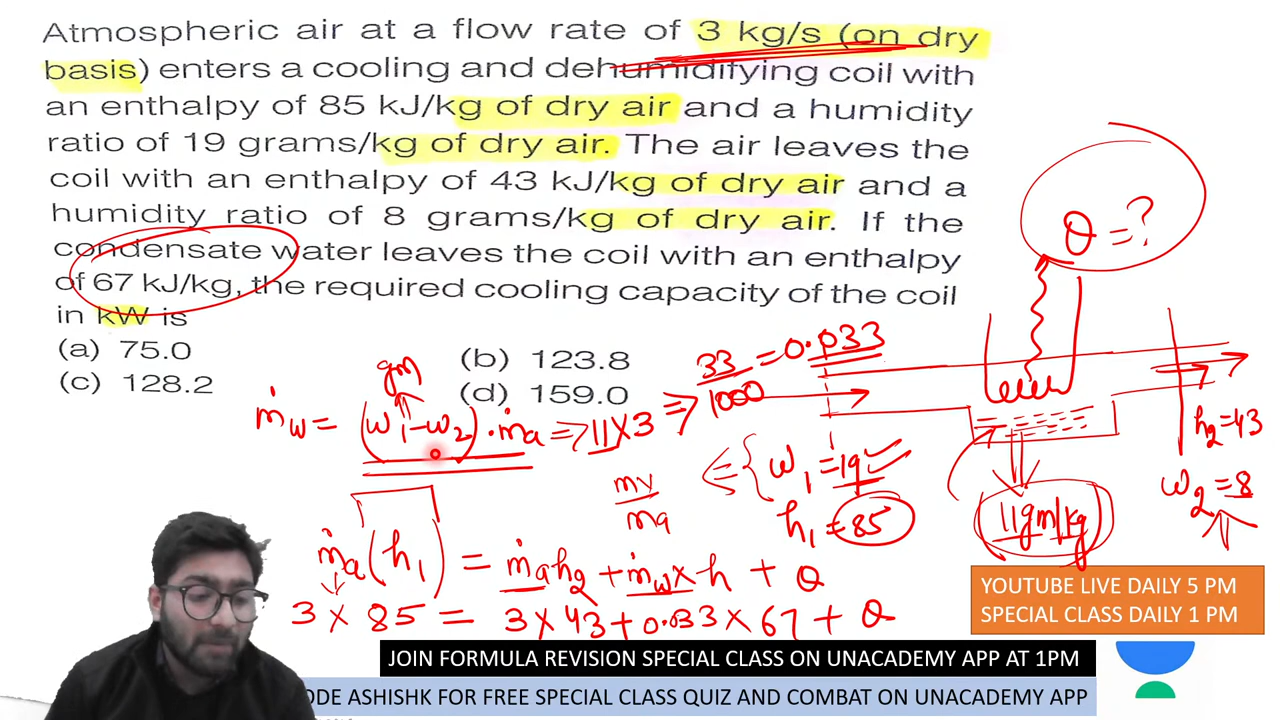 Atmospheric air at a flow rate of 3 kg/s (on dry
basis) enters a cooling and dehumidifying coil with
an enthalpy of 85 kJ/kg of dry air and a humidity
ratio of 19 grams/kg of dry air. The air leaves the
coil with an enthalpy of 43 kJ/kg of dry air and a
humidity ratio of 8 grams/kg of dry air. If the
condensate water leaves the coil with an enthalpy
of 67 kJ/kg, the required cooling capacity of the coil
in kW is
(a) 75.0
(b) 123.8
(c) 128.2
(d) 159.0
Q = ?
gm
ṁw = (ω1 - ω2) · ṁa => 11 x 3 => 33/1000 = 0.033
h2 = 43
ω2 = 8
ω1 = 19
h1 = 85
mv/ma
11gm/kg
ṁa (h1) = ṁa h2 + ṁw x h + Q
3 x 85 = 3 x 43 + 0.033 x 67 + Q
YOUTUBE LIVE DAILY 5 PM
SPECIAL CLASS DAILY 1 PM
JOIN FORMULA REVISION SPECIAL CLASS ON UNACADEMY APP AT 1PM
ODE ASHISHK FOR FREE SPECIAL CLASS QUIZ AND COMBAT ON UNACADEMY APP